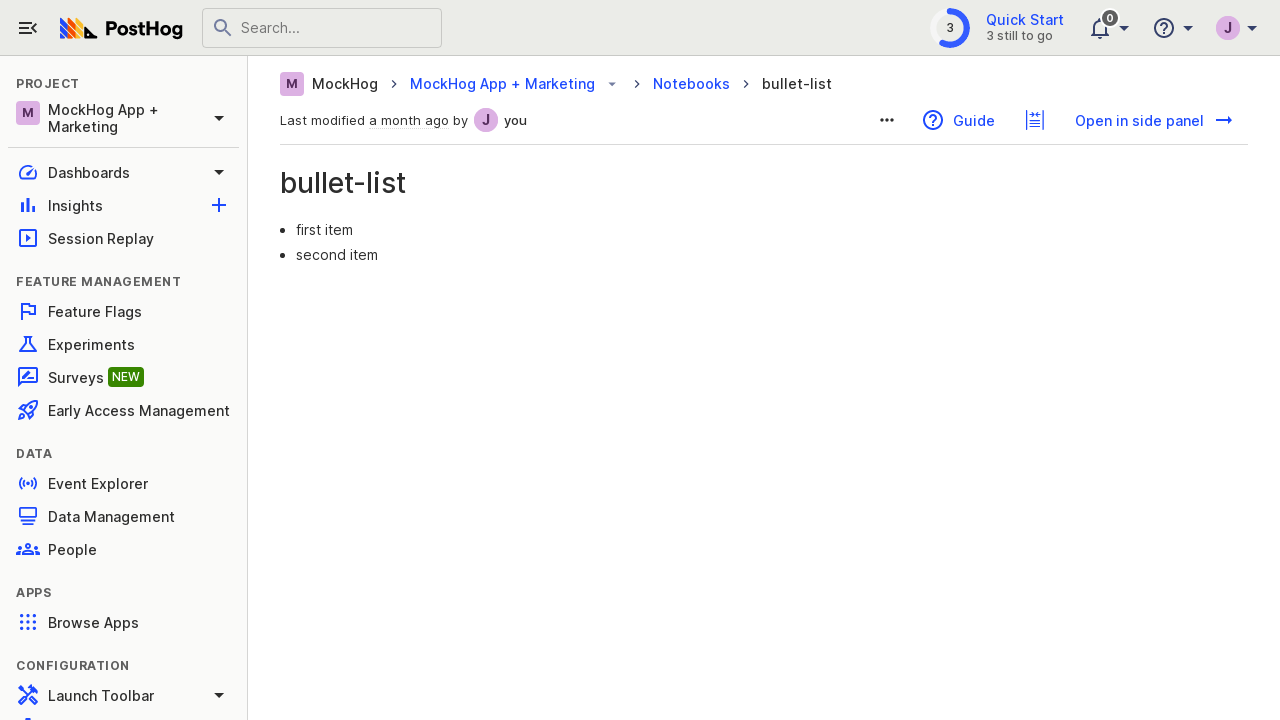 PostHog
Search...
3
Quick Start
3 still to go
0
J
PROJECT
M
MockHog App +
Marketing
Dashboards
Insights
Session Replay
FEATURE MANAGEMENT
Feature Flags
Experiments
Surveys NEW
Early Access Management
DATA
Event Explorer
Data Management
People
APPS
Browse Apps
CONFIGURATION
Launch Toolbar
M MockHog MockHog App + Marketing Notebooks bullet-list
Last modified a month ago by J you
Guide
Open in side panel
bullet-list
first item
second item